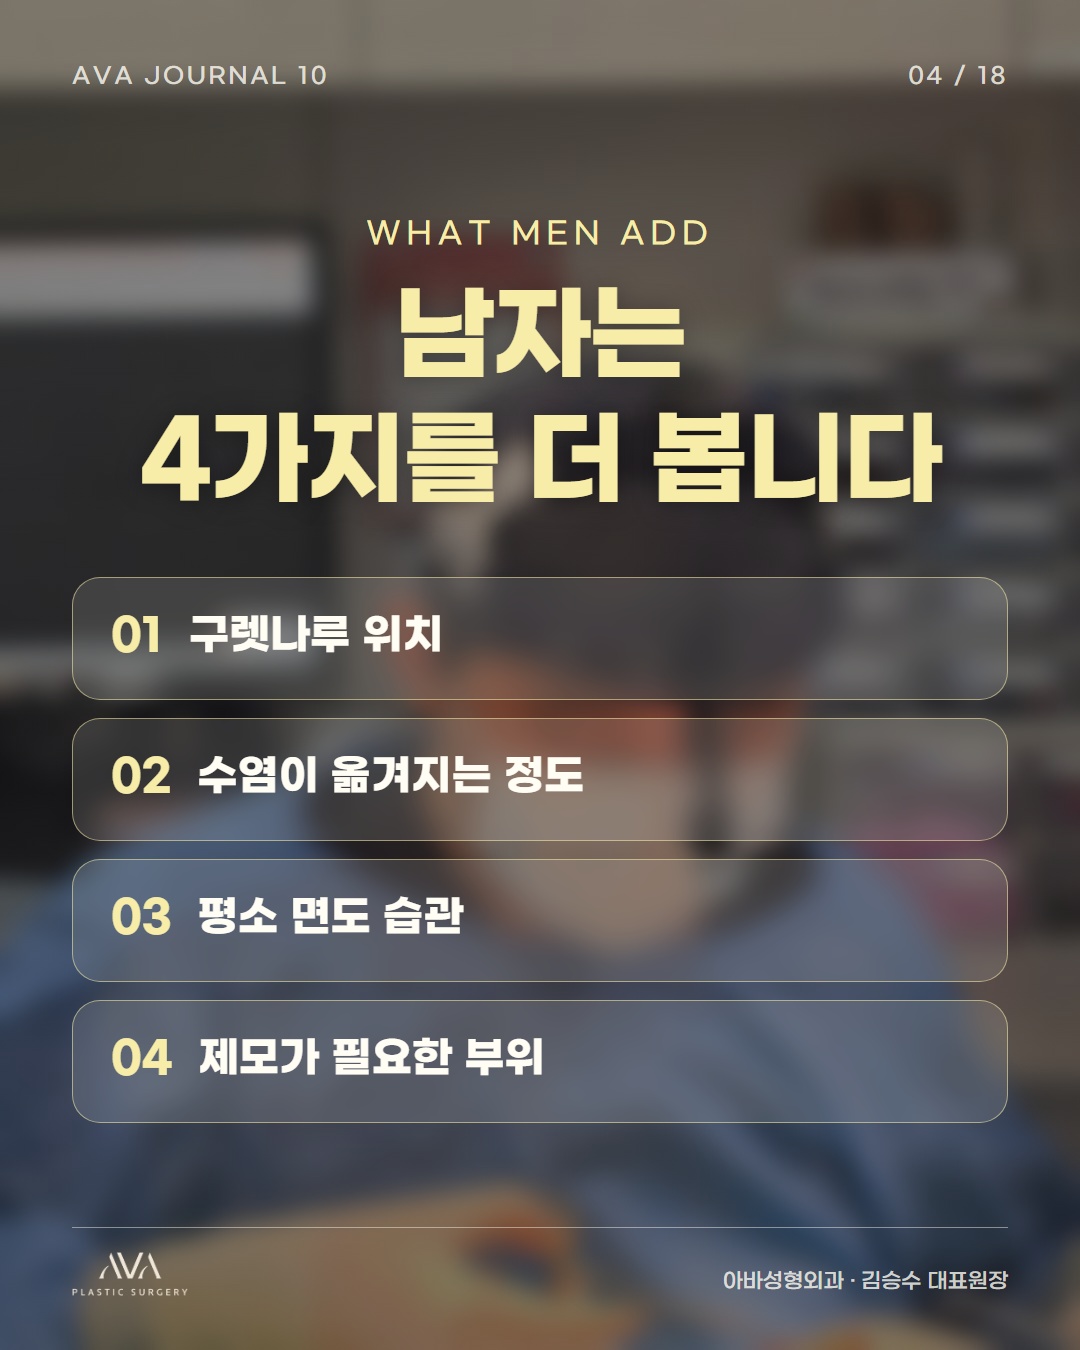 AVA JOURNAL 10
04 / 18
WHAT MEN ADD
남자는
4가지를 더 봅니다
01 구렛나루 위치
02 수염이 옮겨지는 정도
03 평소 면도 습관
04 제모가 필요한 부위
AVA
PLASTIC SURGERY
아바성형외과 · 김승수 대표원장